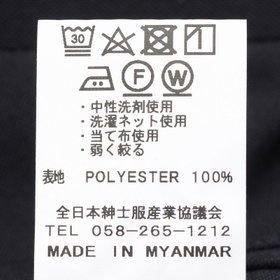 30
F W
・中性洗剤使用
・洗濯ネット使用
・当て布使用
・弱く絞る
表地 POLYESTER 100%
全日本紳士服産業協議会
TEL 058-265-1212
MADE IN MYANMAR